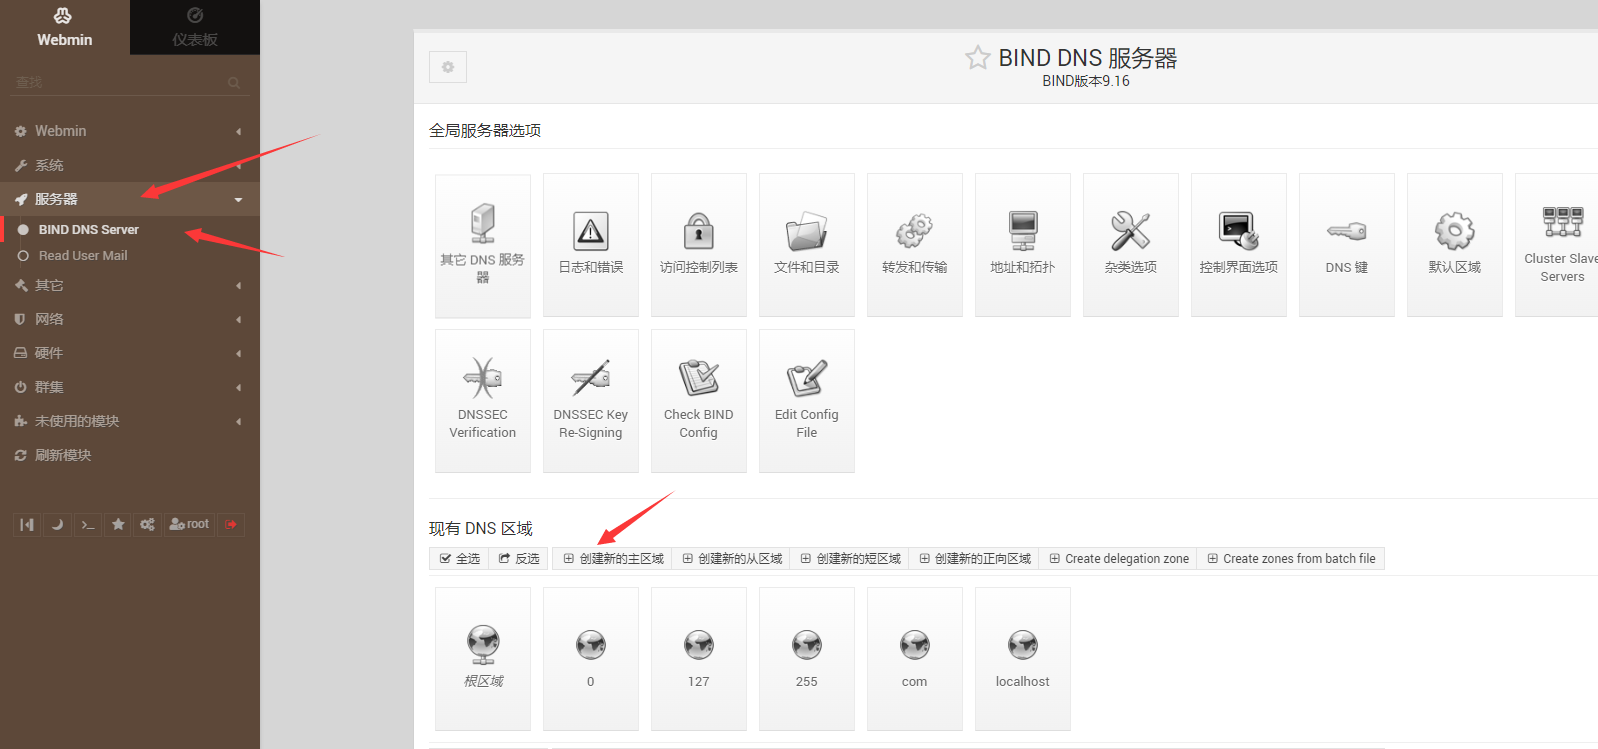 Webmin
仪表板
查找
Webmin
系统
服务器
BIND DNS Server
Read User Mail
其它
网络
硬件
群集
未使用的模块
刷新模块
root
BIND DNS 服务器
BIND版本9.16
全局服务器选项
其它 DNS 服务
器
日志和错误
访问控制列表
文件和目录
转发和传输
地址和拓扑
杂类选项
控制界面选项
DNS 键
默认区域
Cluster Slave
Servers
DNSSEC
Verification
DNSSEC Key
Re-Signing
Check BIND
Config
Edit Config
File
现有 DNS 区域
全选
反选
创建新的主区域
创建新的从区域
创建新的短区域
创建新的正向区域
Create delegation zone
Create zones from batch file
根区域
0
127
255
com
localhost